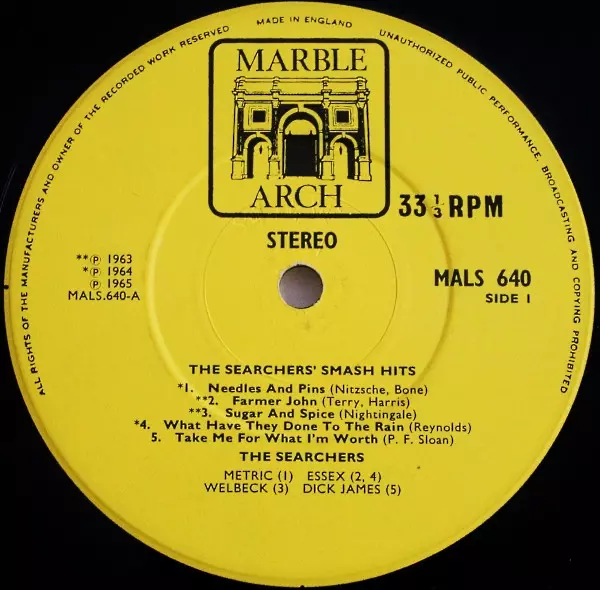 ALL RIGHTS OF THE MANUFACTURERS AND OWNER OF THE RECORDED WORK RESERVED
MADE IN ENGLAND
UNAUTHORIZED PUBLIC PERFORMANCE, BROADCASTING AND COPYING PROHIBITED
MARBLE
ARCH
33 1/3 RPM
STEREO
**℗ 1963
*℗ 1964
℗ 1965
MALS.640-A
MALS 640
SIDE 1
THE SEARCHERS' SMASH HITS
*1. Needles And Pins (Nitzsche, Bone)
**2. Farmer John (Terry, Harris)
**3. Sugar And Spice (Nightingale)
*4. What Have They Done To The Rain (Reynolds)
5. Take Me For What I'm Worth (P. F. Sloan)
THE SEARCHERS
METRIC (1) ESSEX (2, 4)
WELBECK (3) DICK JAMES (5)